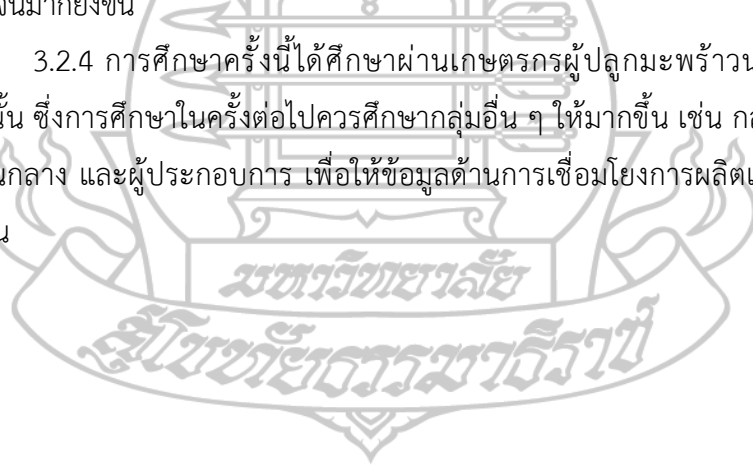 งนมากยิ่งขึ้น
3.2.4 การศึกษาครั้งนี้ได้ศึกษาผ่านเกษตรกรผู้ปลูกมะพร้าวน
นั้น ซึ่งการศึกษาในครั้งต่อไปควรศึกษากลุ่มอื่น ๆ ให้มากขึ้น เช่น กล
นกลาง และผู้ประกอบการ เพื่อให้ข้อมูลด้านการเชื่อมโยงการผลิตเ
น
มหาวิทยาลัย
สุโขทัยธรรมาธิราช